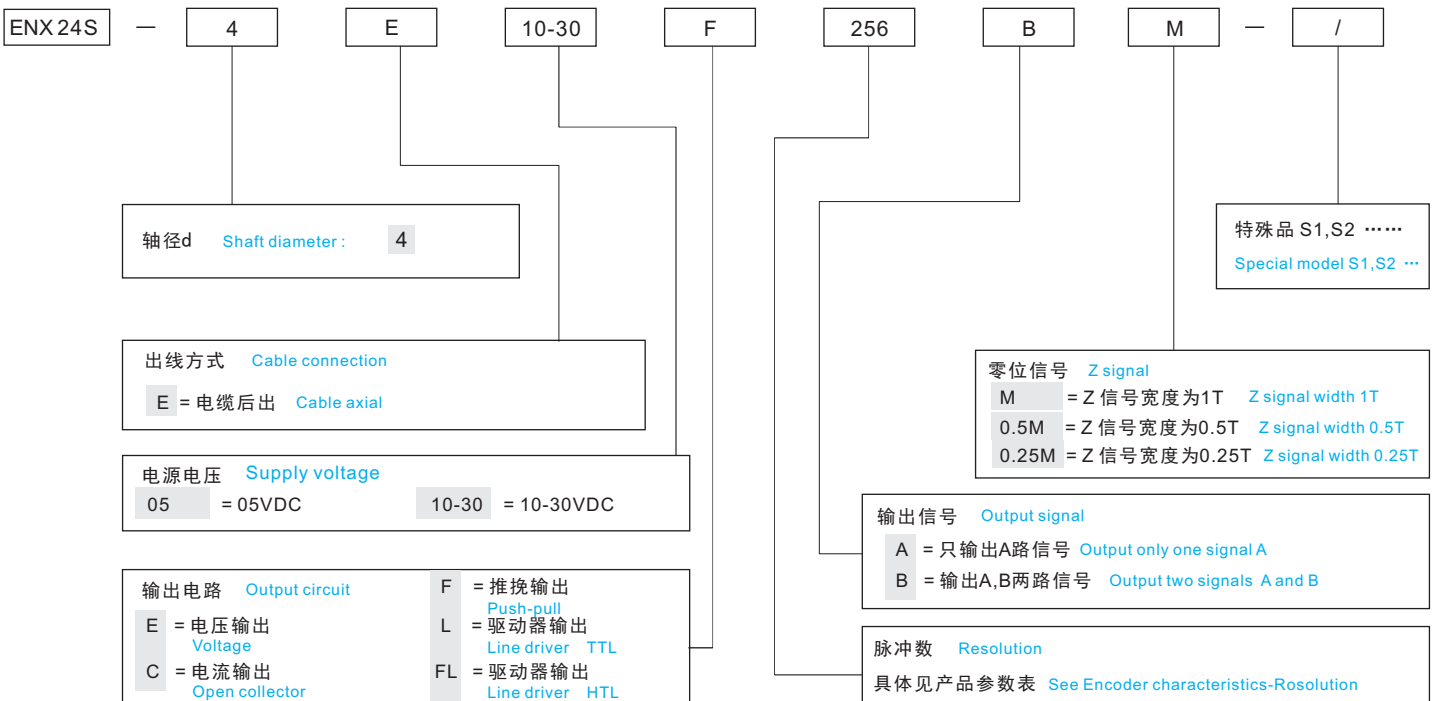 ENX 24S — 4 E 10-30 F 256 B M — /
轴径d Shaft diameter : 4
特殊品 S1,S2 ……
Special model S1,S2 …
出线方式 Cable connection
E = 电缆后出 Cable axial
零位信号 Z signal
M = Z 信号宽度为1T Z signal width 1T
0.5M = Z 信号宽度为0.5T Z signal width 0.5T
0.25M = Z 信号宽度为0.25T Z signal width 0.25T
电源电压 Supply voltage
05 = 05VDC 10-30 = 10-30VDC
输出信号 Output signal
A = 只输出A路信号 Output only one signal A
B = 输出A,B两路信号 Output two signals A and B
输出电路 Output circuit
E = 电压输出
Voltage
C = 电流输出
Open collector
F = 推挽输出
Push-pull
L = 驱动器输出
Line driver TTL
FL = 驱动器输出
Line driver HTL
脉冲数 Resolution
具体见产品参数表 See Encoder characteristics-Rosolution